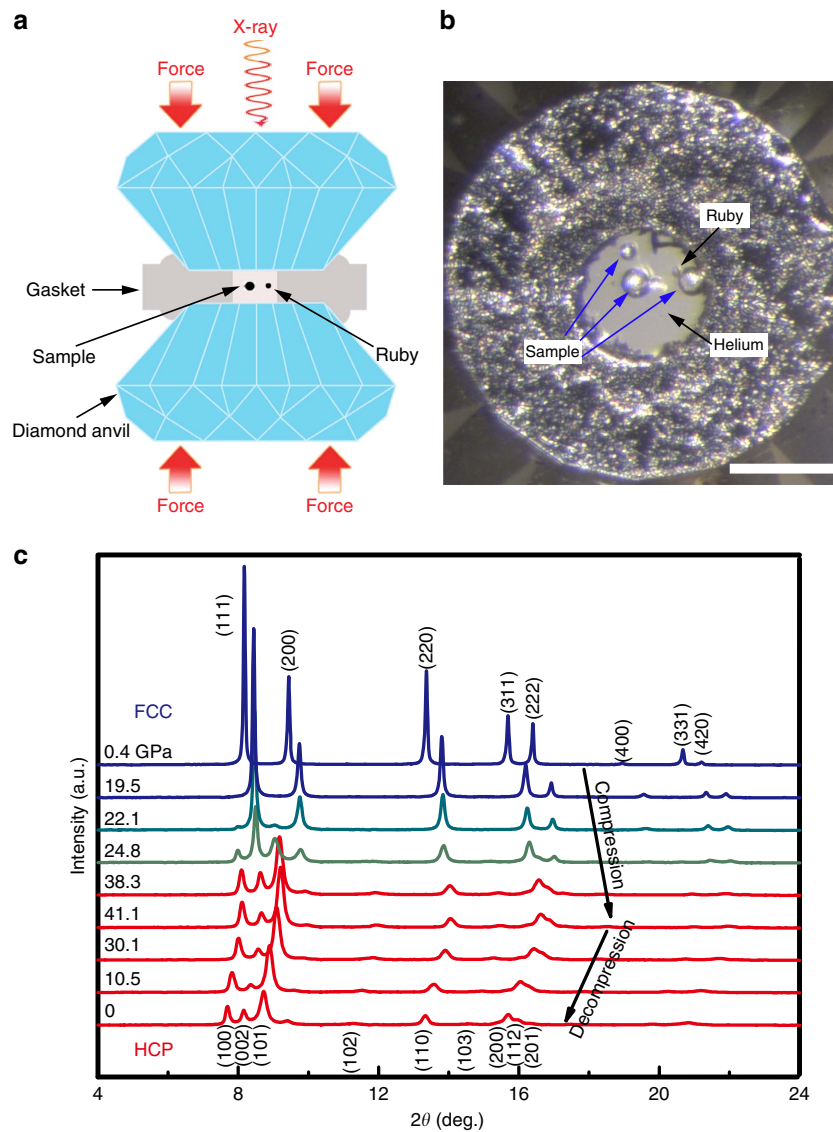 a
X-ray
Force
Force
Gasket
Sample
Ruby
Diamond anvil
Force
Force
b
Ruby
Sample
Helium
c
(111)
(200)
(220)
(311)
(222)
(400)
(331)
(420)
FCC
0.4 GPa
19.5
22.1
24.8
38.3
41.1
30.1
10.5
0
HCP
Compression
Decompression
(100)
(002)
(101)
(102)
(110)
(103)
(200)
(112)
(201)
Intensity (a.u.)
4
8
12
16
20
24
2θ (deg.)